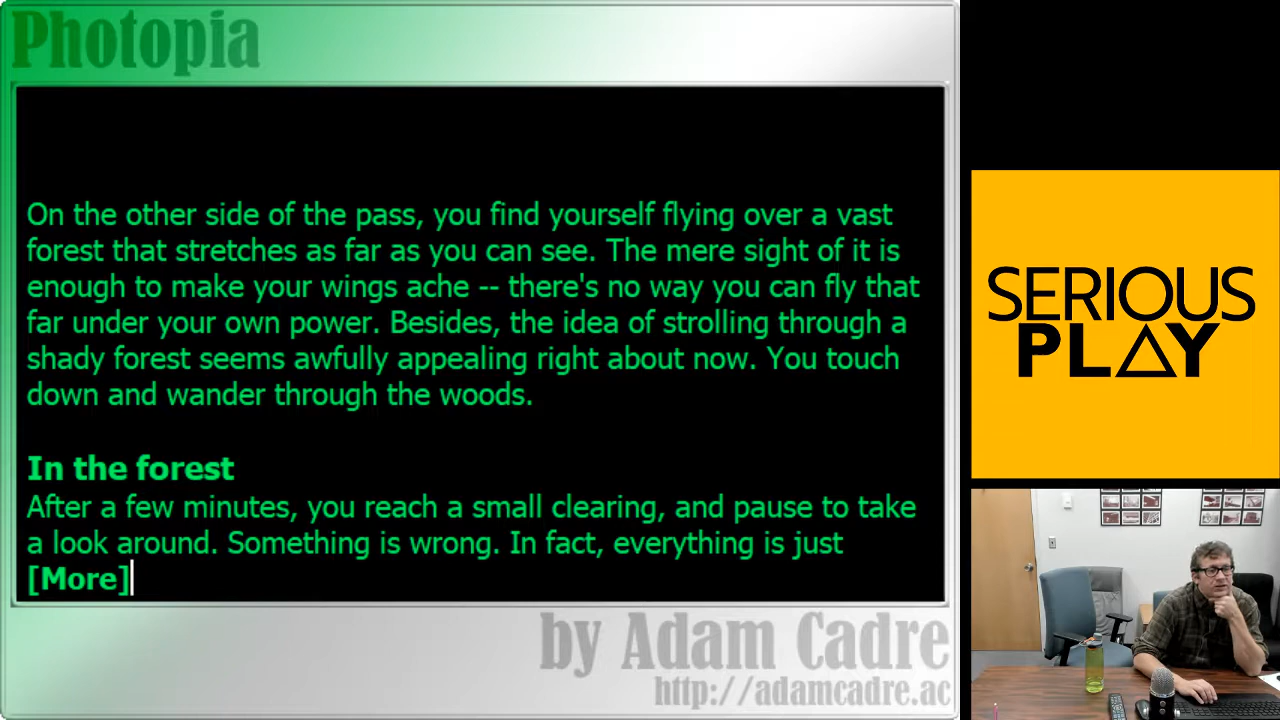 Photopia
On the other side of the pass, you find yourself flying over a vast
forest that stretches as far as you can see. The mere sight of it is
enough to make your wings ache -- there's no way you can fly that
far under your own power. Besides, the idea of strolling through a
shady forest seems awfully appealing right about now. You touch
down and wander through the woods.
In the forest
After a few minutes, you reach a small clearing, and pause to take
a look around. Something is wrong. In fact, everything is just
[More]
by Adam Cadre
http://adamcadre.ac
SERIOUS
PLAY